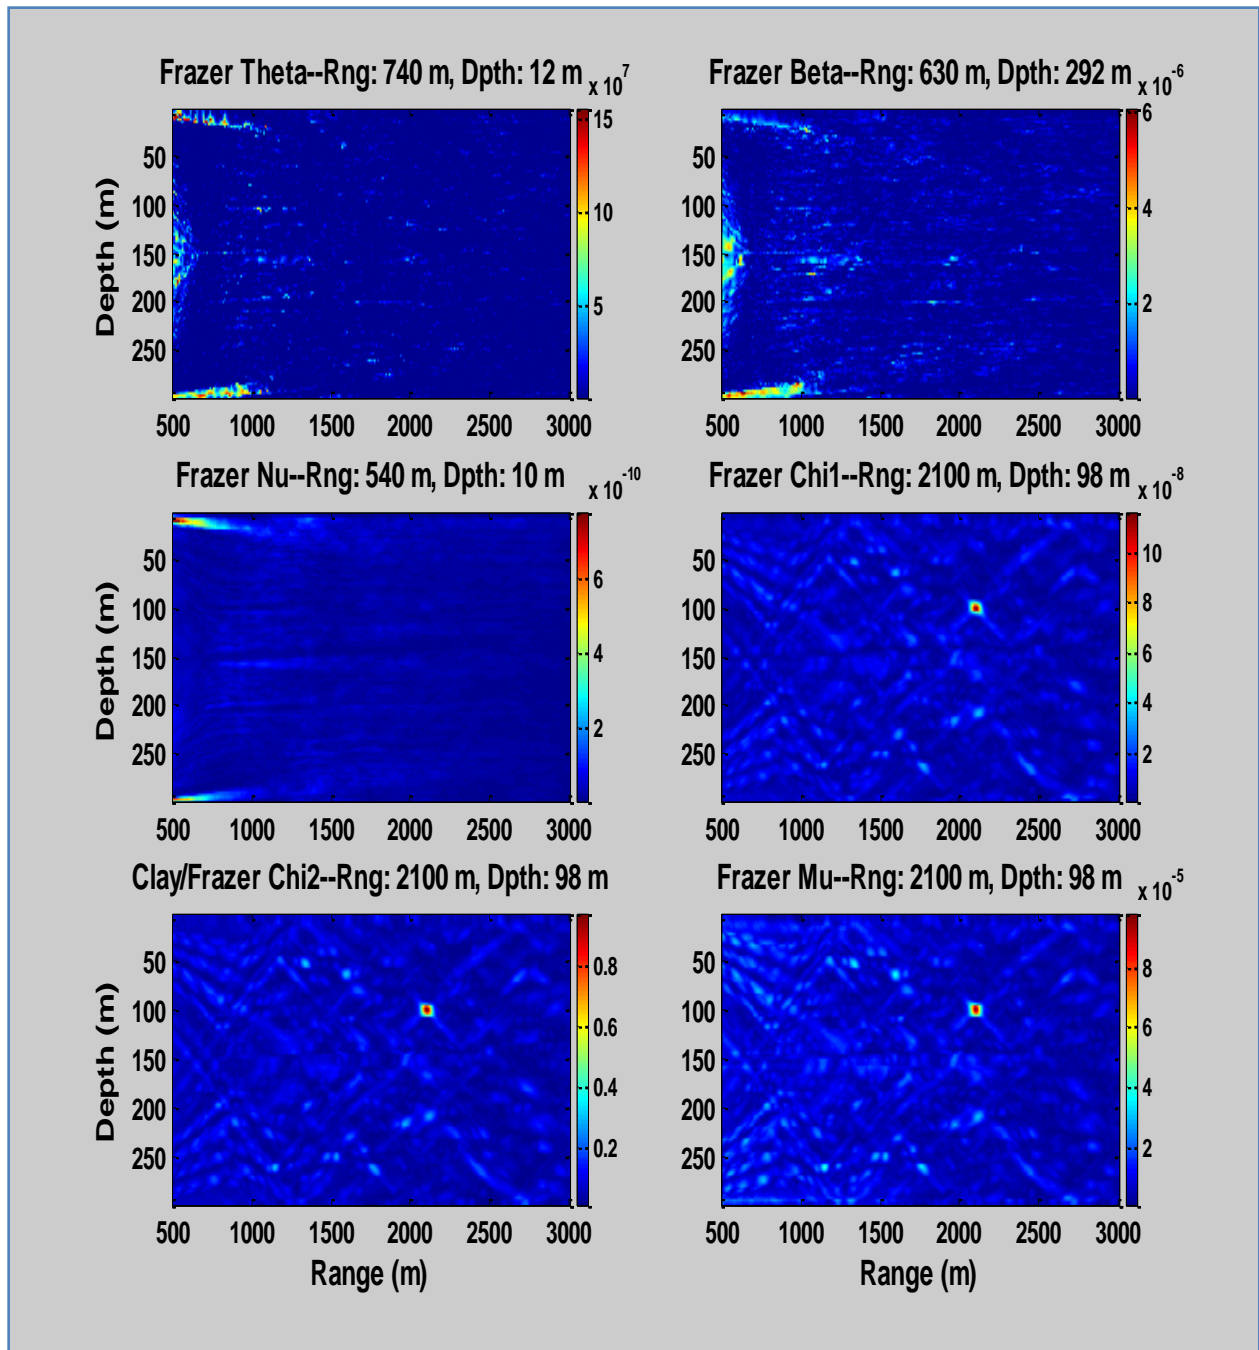 Frazer Theta--Rng: 740 m, Dpth: 12 m
x 10^7
Depth (m)
50
100
150
200
250
500 1000 1500 2000 2500 3000
15
10
5
Frazer Beta--Rng: 630 m, Depth: 292 m
x 10^-6
50
100
150
200
250
500 1000 1500 2000 2500 3000
6
4
2
Frazer Nu--Rng: 540 m, Dpth: 10 m
x 10^-10
Depth (m)
50
100
150
200
250
500 1000 1500 2000 2500 3000
6
4
2
Frazer Chi1--Rng: 2100 m, Depth: 98 m
x 10^-8
50
100
150
200
250
500 1000 1500 2000 2500 3000
10
8
6
4
2
Clay/Frazer Chi2--Rng: 2100 m, Dpth: 98 m
Depth (m)
50
100
150
200
250
500 1000 1500 2000 2500 3000
Range (m)
0.8
0.6
0.4
0.2
Frazer Mu--Rng: 2100 m, Dpth: 98 m
x 10^-5
50
100
150
200
250
500 1000 1500 2000 2500 3000
Range (m)
8
6
4
2